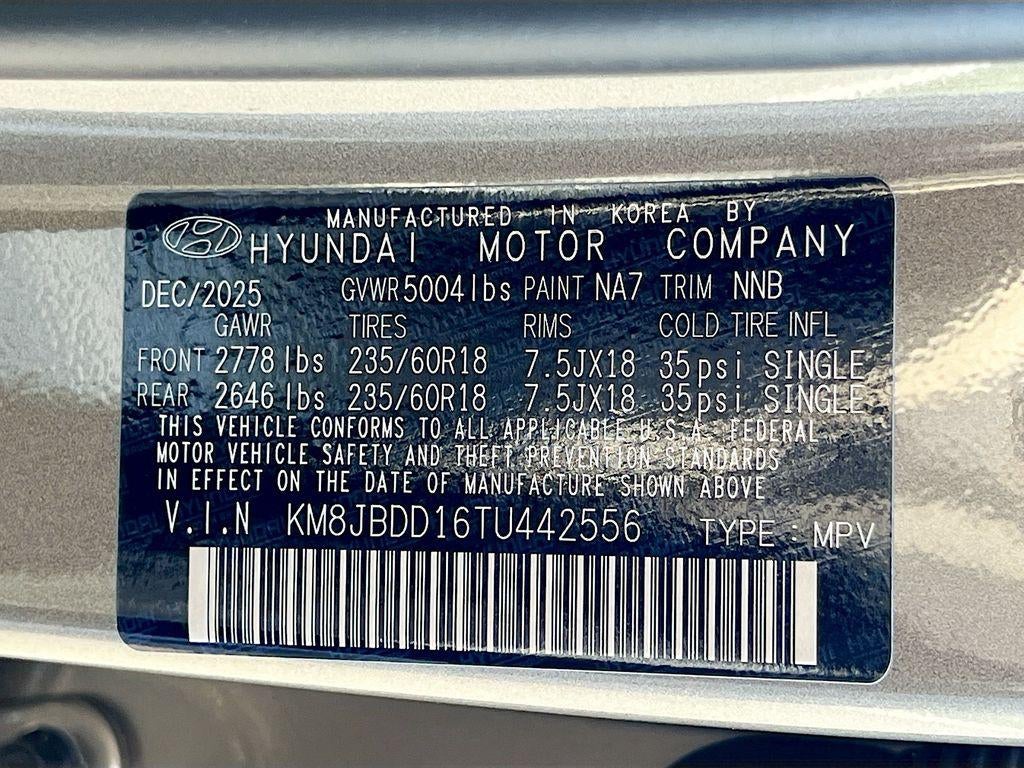 MANUFACTURED IN KOREA BY
HYUNDAI MOTOR COMPANY
DEC/2025 GVWR 5004 lbs PAINT NA7 TRIM NNB
GAWR TIRES RIMS COLD TIRE INFL
FRONT 2778 lbs 235/60R18 7.5JX18 35psi SINGLE
REAR 2646 lbs 235/60R18 7.5JX18 35psi SINGLE
THIS VEHICLE CONFORMS TO ALL APPLICABLE U.S.A. FEDERAL
MOTOR VEHICLE SAFETY AND THEFT PREVENTION STANDARDS
IN EFFECT ON THE DATE OF MANUFACTURE SHOWN ABOVE
V.I.N KM8JBDD16TU442556 TYPE : MPV